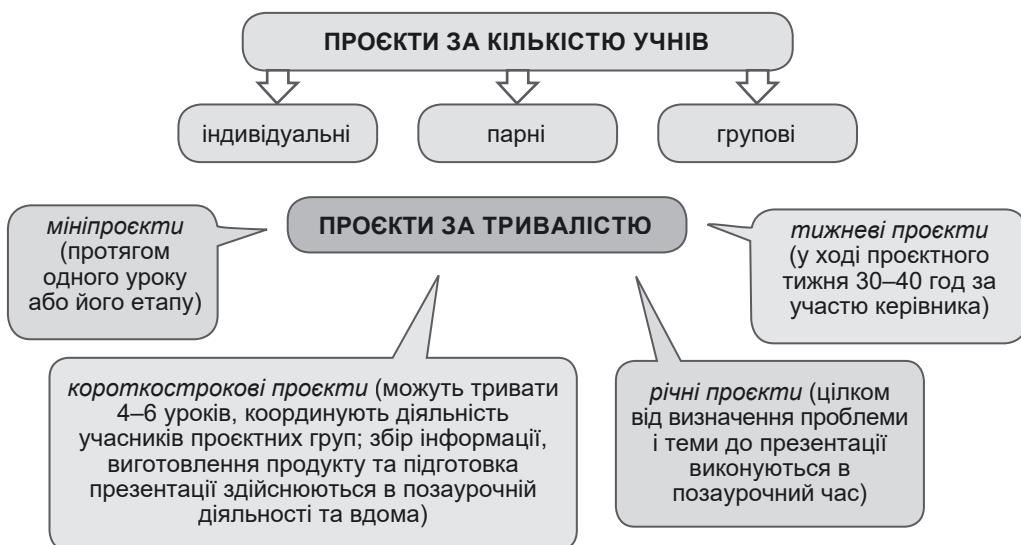 ПРОЄКТИ ЗА КІЛЬКІСТЮ УЧНІВ
індивідуальні
парні
групові
ПРОЄКТИ ЗА ТРИВАЛІСТЮ
мініпроєкти
(протягом
одного уроку
або його етапу)
тижневі проєкти
(у ході проєктного
тижня 30–40 год за
участю керівника)
короткострокові проєкти (можуть тривати
4–6 уроків, координують діяльність
учасників проєктних груп; збір інформації,
виготовлення продукту та підготовка
презентації здійснюються в позаурочній
діяльності та вдома)
річні проєкти (цілком
від визначення проблеми
і теми до презентації
виконуються в
позаурочний час)